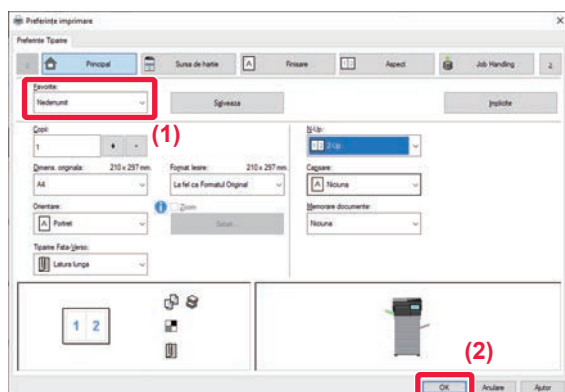 Preferinte imprimare
Preferinte Tiparire
Principal Sursa de hartie Finisare Aspect Job Handling
Favorite:
Nedenumit Salveaza Implicite
(1)
Copii: N-Up:
1 + - 2-Up
Dimens. originala: 210 x 297 mm. Format Iesire: 210 x 297 mm. Capsare:
A4 La fel ca Formatul Original Niciuna
Orientare: Zoom Memorare documente:
Portret Setari... Niciuna
Tiparire Fata-Verso:
Latura lunga
1 2
(2)
OK Anulare Ajutor